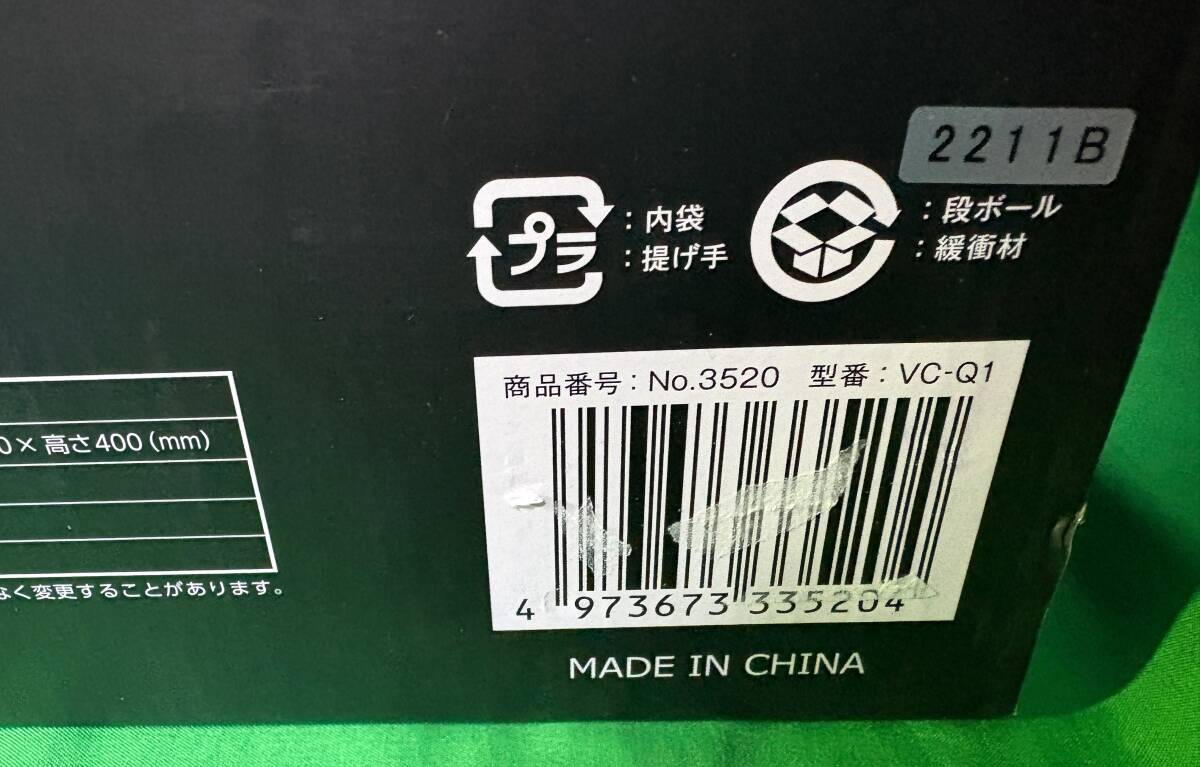 2211B
プラ
：内袋
：提げ手
：段ボール
：緩衝材
0×高さ400（mm）
なく変更することがあります。
商品番号：No.3520 型番：VC-Q1
4 973673 335204
MADE IN CHINA